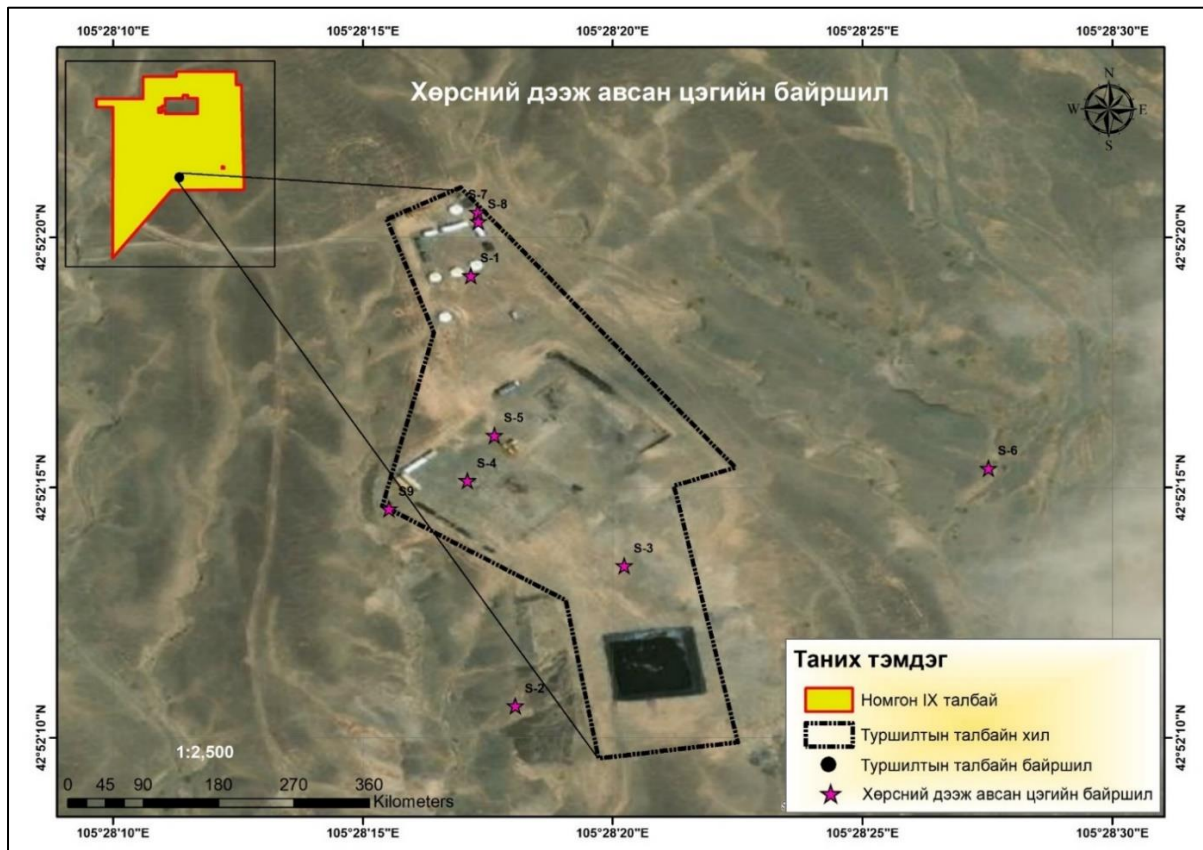 105°28'10"E 105°28'15"E 105°28'20"E 105°28'25"E 105°28'30"E
Хөрсний дээж авсан цэгийн байршил
N
W E
S
S-7
S-8
42°52'20"N 42°52'20"N
S-1
S-5
S-6
S-4
42°52'15"N 42°52'15"N
S9
S-3
Таних тэмдэг
Номгон IX талбай
Туршилтын талбайн хил
Туршилтын талбайн байршил
Хөрсний дээж авсан цэгийн байршил
S-2
42°52'10"N 42°52'10"N
1:2,500
0 45 90 180 270 360
Kilometers
105°28'10"E 105°28'15"E 105°28'20"E 105°28'25"E 105°28'30"E